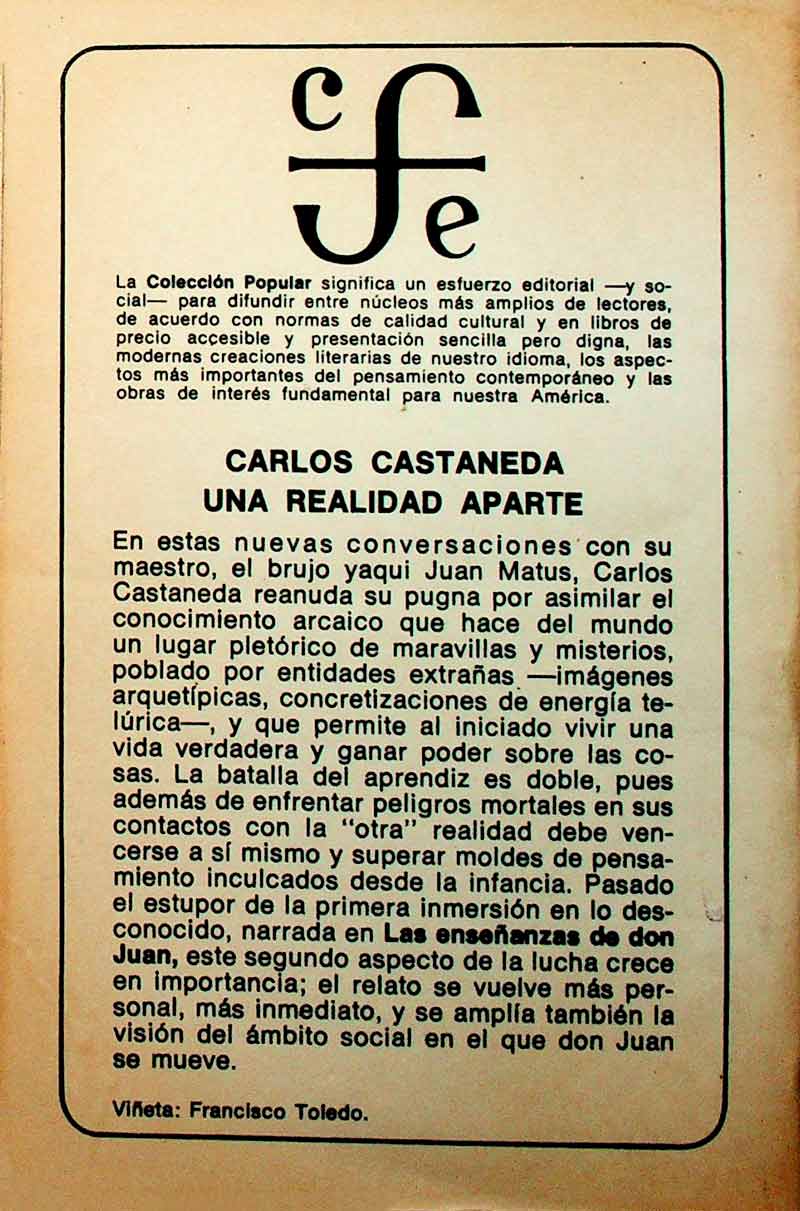 c f e
La Colección Popular significa un esfuerzo editorial —y so-
cial— para difundir entre núcleos más amplios de lectores,
de acuerdo con normas de calidad cultural y en libros de
precio accesible y presentación sencilla pero digna, las
modernas creaciones literarias de nuestro idioma, los aspec-
tos más importantes del pensamiento contemporáneo y las
obras de interés fundamental para nuestra América.
CARLOS CASTANEDA
UNA REALIDAD APARTE
En estas nuevas conversaciones con su
maestro, el brujo yaqui Juan Matus, Carlos
Castaneda reanuda su pugna por asimilar el
conocimiento arcaico que hace del mundo
un lugar pletórico de maravillas y misterios,
poblado por entidades extrañas —imágenes
arquetípicas, concretizaciones de energía te-
lúrica—, y que permite al iniciado vivir una
vida verdadera y ganar poder sobre las co-
sas. La batalla del aprendiz es doble, pues
además de enfrentar peligros mortales en sus
contactos con la "otra" realidad debe ven-
cerse a sí mismo y superar moldes de pensa-
miento inculcados desde la infancia. Pasado
el estupor de la primera inmersión en lo des-
conocido, narrada en Las enseñanzas de don
Juan, este segundo aspecto de la lucha crece
en importancia; el relato se vuelve más per-
sonal, más inmediato, y se amplía también la
visión del ámbito social en el que don Juan
se mueve.
Viñeta: Francisco Toledo.